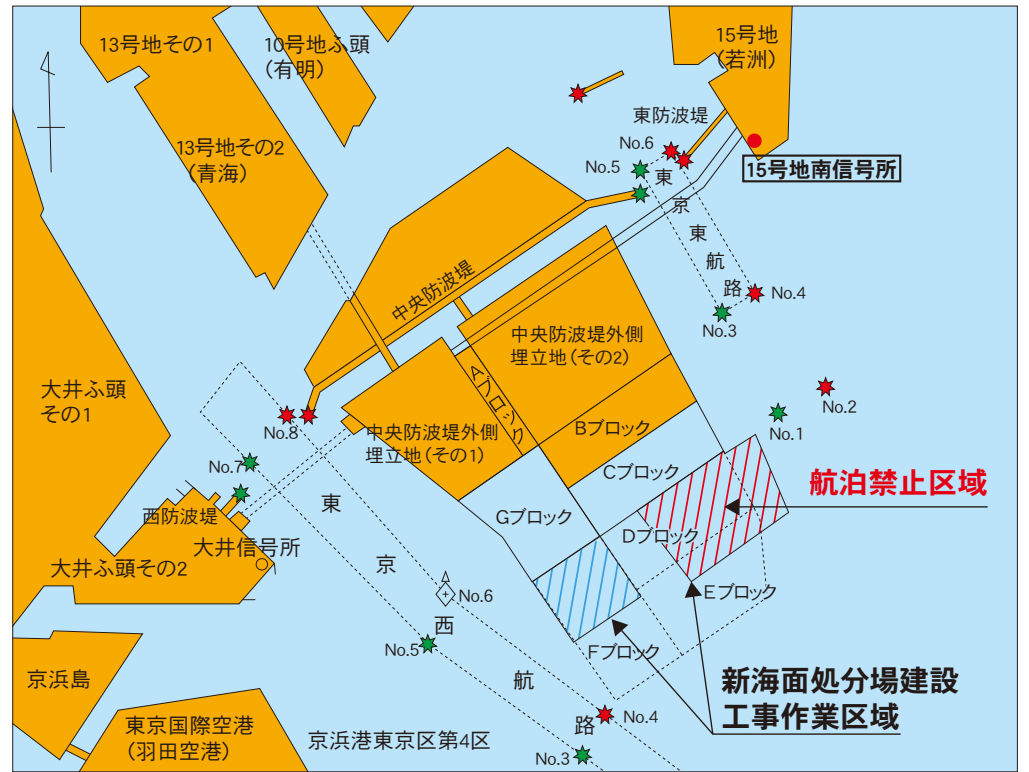 13号地その1
10号地ふ頭
(有明)
15号地
(若洲)
東防波堤
No.6
No.5
15号地南信号所
13号地その2
(青海)
東
京
東
航
路
No.4
No.3
中央防波堤
中央防波堤外側
埋立地(その2)
Aブロック
大井ふ頭
その1
No.2
No.1
Bブロック
No.8
中央防波堤外側
埋立地(その1)
Cブロック
No.7
航泊禁止区域
東
Gブロック
西防波堤
Dブロック
大井信号所
大井ふ頭その2
京
Eブロック
No.6
西
No.5
Fブロック
京浜島
航
新海面処分場建設
工事作業区域
東京国際空港
(羽田空港)
京浜港東京区第4区
路
No.4
No.3